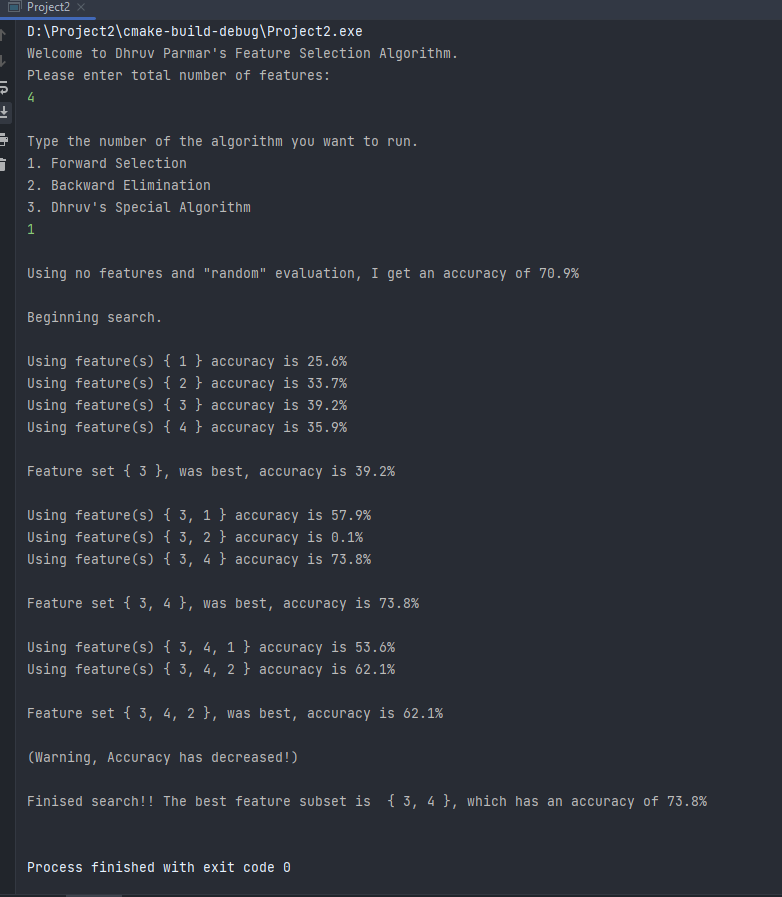 Project2
D:\Project2\cmake-build-debug\Project2.exe
Welcome to Dhruv Parmar's Feature Selection Algorithm.
Please enter total number of features:
4
Type the number of the algorithm you want to run.
1. Forward Selection
2. Backward Elimination
3. Dhruv's Special Algorithm
1
Using no features and "random" evaluation, I get an accuracy of 70.9%
Beginning search.
Using feature(s) { 1 } accuracy is 25.6%
Using feature(s) { 2 } accuracy is 33.7%
Using feature(s) { 3 } accuracy is 39.2%
Using feature(s) { 4 } accuracy is 35.9%
Feature set { 3 }, was best, accuracy is 39.2%
Using feature(s) { 3, 1 } accuracy is 57.9%
Using feature(s) { 3, 2 } accuracy is 0.1%
Using feature(s) { 3, 4 } accuracy is 73.8%
Feature set { 3, 4 }, was best, accuracy is 73.8%
Using feature(s) { 3, 4, 1 } accuracy is 53.6%
Using feature(s) { 3, 4, 2 } accuracy is 62.1%
Feature set { 3, 4, 2 }, was best, accuracy is 62.1%
(Warning, Accuracy has decreased!)
Finised search!! The best feature subset is  { 3, 4 }, which has an accuracy of 73.8%
Process finished with exit code 0